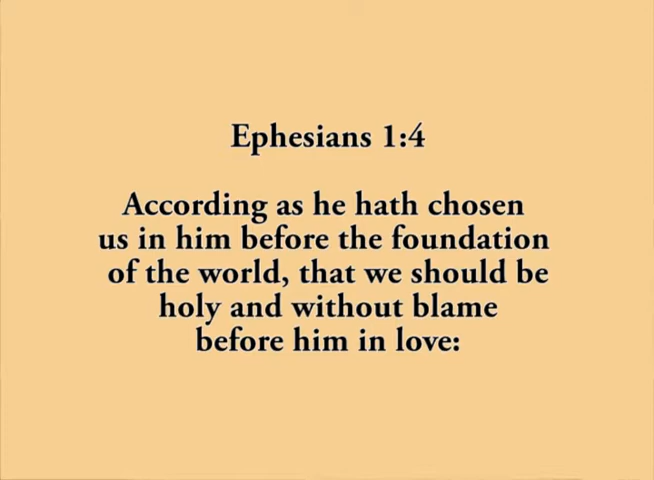 Ephesians 1:4
According as he hath chosen
us in him before the foundation
of the world, that we should be
holy and without blame
before him in love: